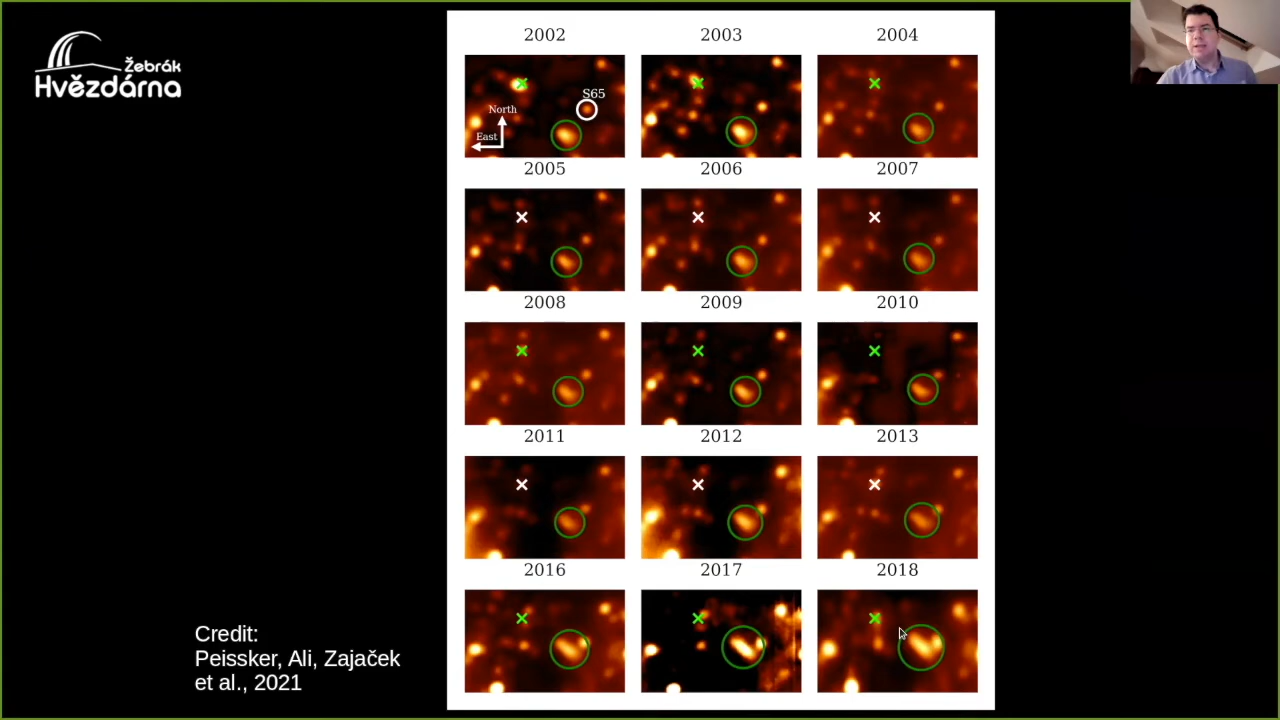 Žebrák
Hvězdárna
2002 2003 2004
S65
North
East
2005 2006 2007
2008 2009 2010
2011 2012 2013
2016 2017 2018
Credit:
Peissker, Ali, Zajaček
et al., 2021